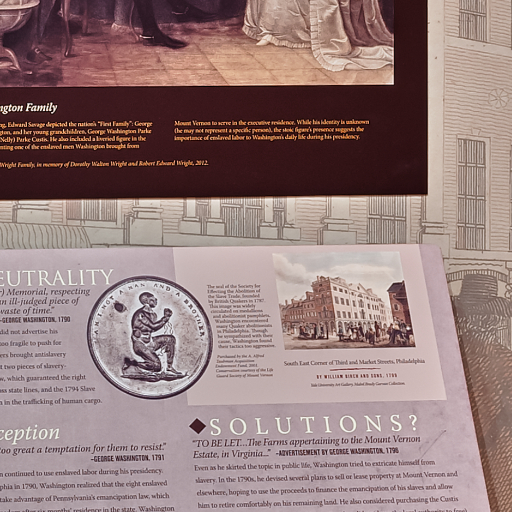 ngton Family
ng, Edward Savage depicted the nation's "First Family": George
gton, and her young grandchildren, George Washington Parke
Nelly) Parke Custis. He also included a liveried figure in the
nting one of the enslaved men Washington brought from
Mount Vernon to serve in the executive residence. While his identity is unknown
(he may not represent a specific person), the stoic figure's presence suggests the
importance of enslaved labor to Washington's daily life during his presidency.
Wright Family, in memory of Dorothy Walton Wright and Robert Edward Wright, 2012.
EUTRALITY
r) Memorial, respecting
an ill-judged piece of
waste of time."
-GEORGE WASHINGTON, 1790
did not advertise his
oo fragile to push for
ers brought antislavery
t two pieces of slavery-
w, which guaranteed the right
oss state lines, and the 1794 Slave
n in the trafficking of human cargo.
AM I NOT A MAN AND A BROTHER
The seal of the Society for
Effecting the Abolition of
the Slave Trade, founded
by British Quakers in 1787.
This image was widely
circulated on medallions
and abolitionist pamphlets.
Washington encountered
many Quaker abolitionists
in Philadelphia. Though
he sympathized with their
cause, Washington found
their tactics too aggressive.
Purchased by the A. Alfred
Taubman Acquisition
Endowment Fund, 2003
Conservation courtesy of the Life
Guard Society of Mount Vernon
South East Corner of Third and Market Streets, Philadelphia
BY WILLIAM BIRCH AND SONS, 1799
Yale University Art Gallery, Mabel Brady Garvan Collection
ception
too great a temptation for them to resist."
-GEORGE WASHINGTON, 1791
n continued to use enslaved labor during his presidency.
phia in 1790, Washington realized that the eight enslaved
take advantage of Pennsylvania's emancipation law, which
SOLUTIONS?
"TO BE LET...The Farms appertaining to the Mount Vernon
Estate, in Virginia..." -ADVERTISEMENT BY GEORGE WASHINGTON, 1796
Even as he skirted the topic in public life, Washington tried to extricate himself from
slavery. In the 1790s, he devised several plans to sell or lease property at Mount Vernon and
elsewhere, hoping to use the proceeds to finance the emancipation of his slaves and allow
him to retire comfortably on his remaining land. He also considered purchasing the Custis